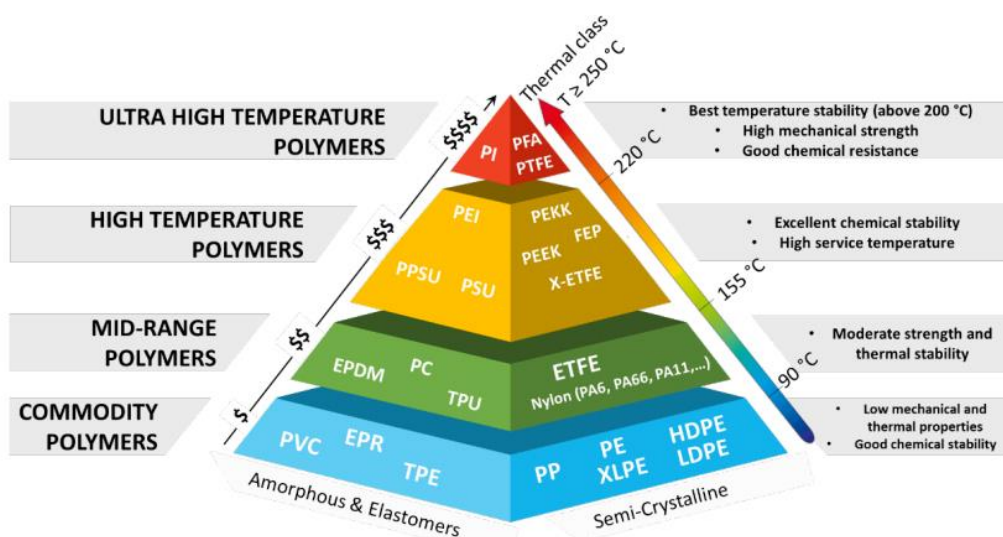 Thermal class
T ≥ 250 °C
ULTRA HIGH TEMPERATURE
POLYMERS
$$$$
PI
PFA
PTFE
220 °C
• Best temperature stability (above 200 °C)
• High mechanical strength
• Good chemical resistance
HIGH TEMPERATURE
POLYMERS
$$$
PEI
PPSU
PSU
PEKK
FEP
PEEK
X-ETFE
155 °C
• Excellent chemical stability
• High service temperature
MID-RANGE
POLYMERS
$$
EPDM
PC
TPU
ETFE
Nylon (PA6, PA66, PA11,...)
90 °C
• Moderate strength and
thermal stability
COMMODITY
POLYMERS
$
PVC
EPR
TPE
PP
PE
XLPE
HDPE
LDPE
• Low mechanical and
thermal properties
• Good chemical stability
Amorphous & Elastomers
Semi-Crystalline